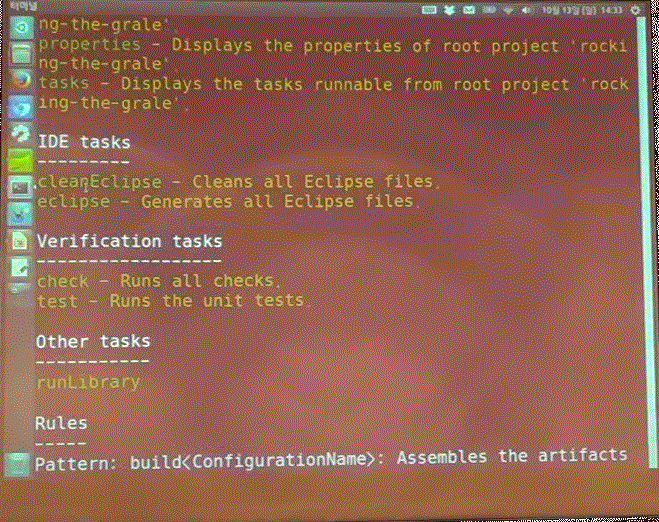 터미널
10월 13일 (월) 14:33
ng-the-grale'.
properties - Displays the properties of root project 'rocki
ng-the-grale'.
tasks - Displays the tasks runnable from root project 'rock
ing-the-grale'.
IDE tasks
---------
cleanEclipse - Cleans all Eclipse files.
eclipse - Generates all Eclipse files.
Verification tasks
------------------
check - Runs all checks.
test - Runs the unit tests.
Other tasks
-----------
runLibrary
Rules
-----
Pattern: build<ConfigurationName>: Assembles the artifacts